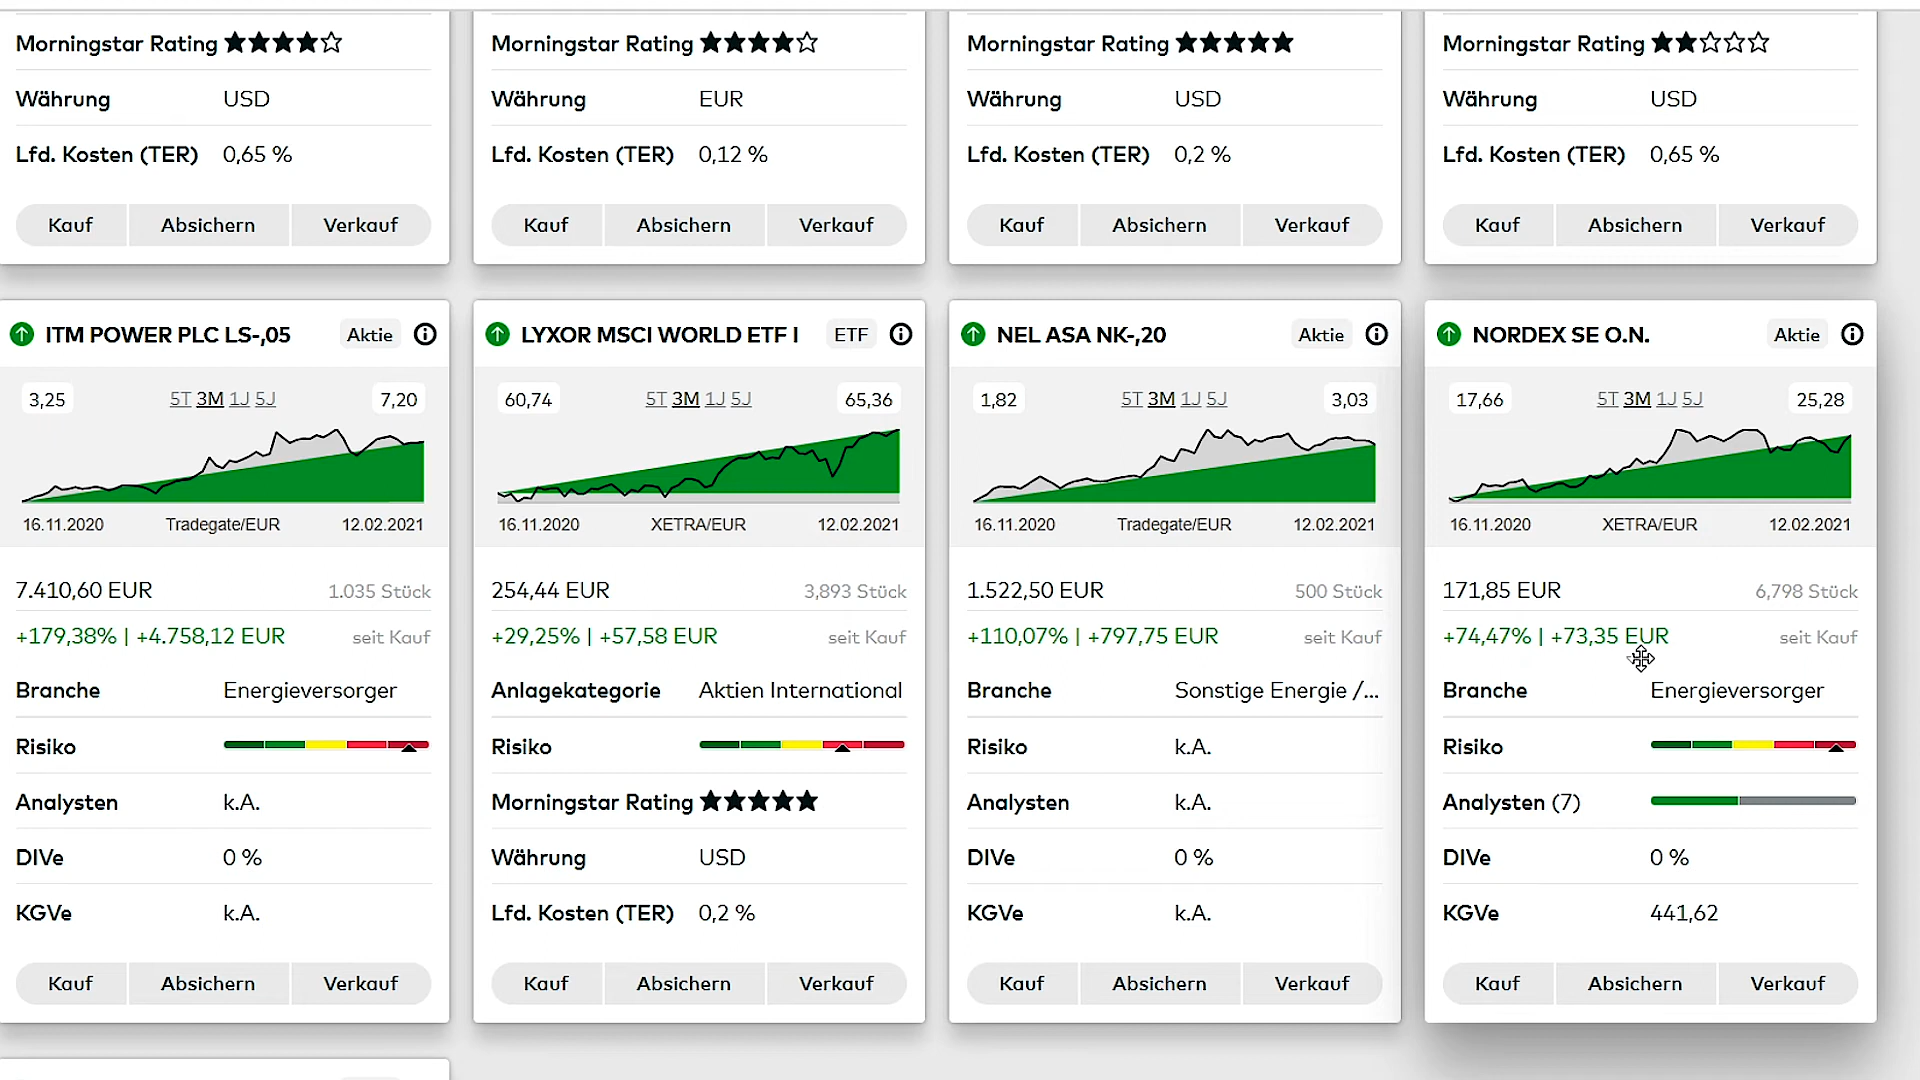 Morningstar Rating
Währung USD
Lfd. Kosten (TER) 0,65 %
Kauf Absichern Verkauf
Morningstar Rating
Währung EUR
Lfd. Kosten (TER) 0,12 %
Kauf Absichern Verkauf
Morningstar Rating
Währung USD
Lfd. Kosten (TER) 0,2 %
Kauf Absichern Verkauf
Morningstar Rating
Währung USD
Lfd. Kosten (TER) 0,65 %
Kauf Absichern Verkauf
ITM POWER PLC LS-,05 Aktie
3,25 5T 3M 1J 5J 7,20
16.11.2020 Tradegate/EUR 12.02.2021
7.410,60 EUR 1.035 Stück
+179,38% | +4.758,12 EUR seit Kauf
Branche Energieversorger
Risiko
Analysten k.A.
DIVe 0 %
KGVe k.A.
Kauf Absichern Verkauf
LYXOR MSCI WORLD ETF I ETF
60,74 5T 3M 1J 5J 65,36
16.11.2020 XETRA/EUR 12.02.2021
254,44 EUR 3,893 Stück
+29,25% | +57,58 EUR seit Kauf
Anlagekategorie Aktien International
Risiko
Morningstar Rating
Währung USD
Lfd. Kosten (TER) 0,2 %
Kauf Absichern Verkauf
NEL ASA NK-,20 Aktie
1,82 5T 3M 1J 5J 3,03
16.11.2020 Tradegate/EUR 12.02.2021
1.522,50 EUR 500 Stück
+110,07% | +797,75 EUR seit Kauf
Branche Sonstige Energie /...
Risiko k.A.
Analysten k.A.
DIVe 0 %
KGVe k.A.
Kauf Absichern Verkauf
NORDEX SE O.N. Aktie
17,66 5T 3M 1J 5J 25,28
16.11.2020 XETRA/EUR 12.02.2021
171,85 EUR 6,798 Stück
+74,47% | +73,35 EUR seit Kauf
Branche Energieversorger
Risiko
Analysten (7)
DIVe 0 %
KGVe 441,62
Kauf Absichern Verkauf